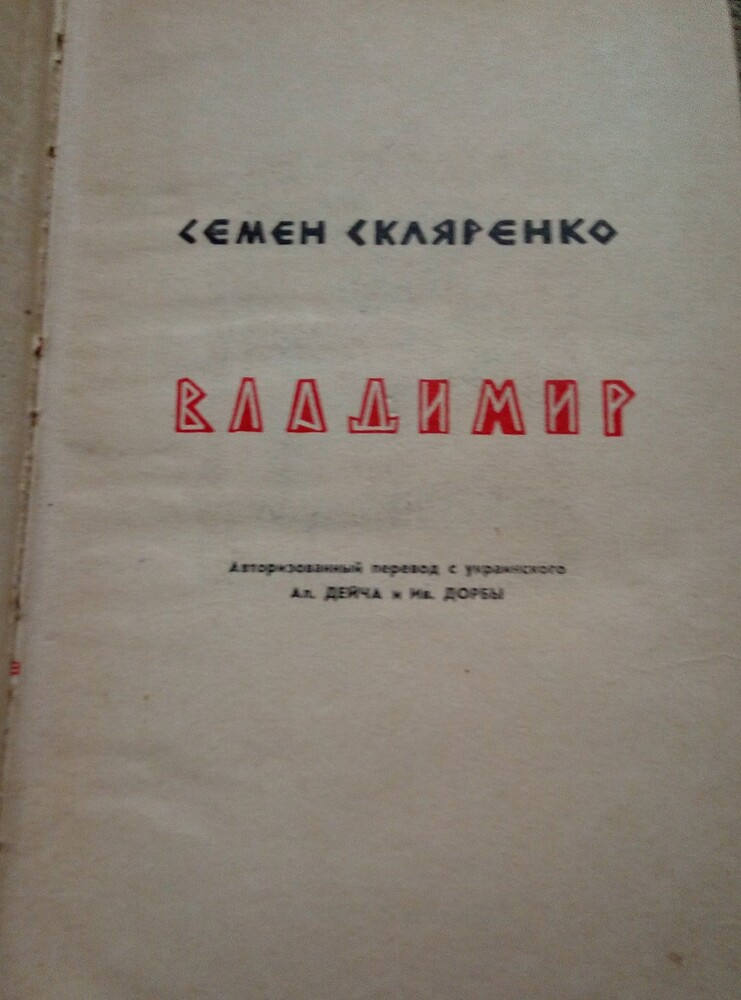 СЕМЕН СКЛЯРЕНКО
ВЛАДИМИР
Авторизованный перевод с украинского
Ал. ДЕЙЧА и Ив. ДОРБЫ